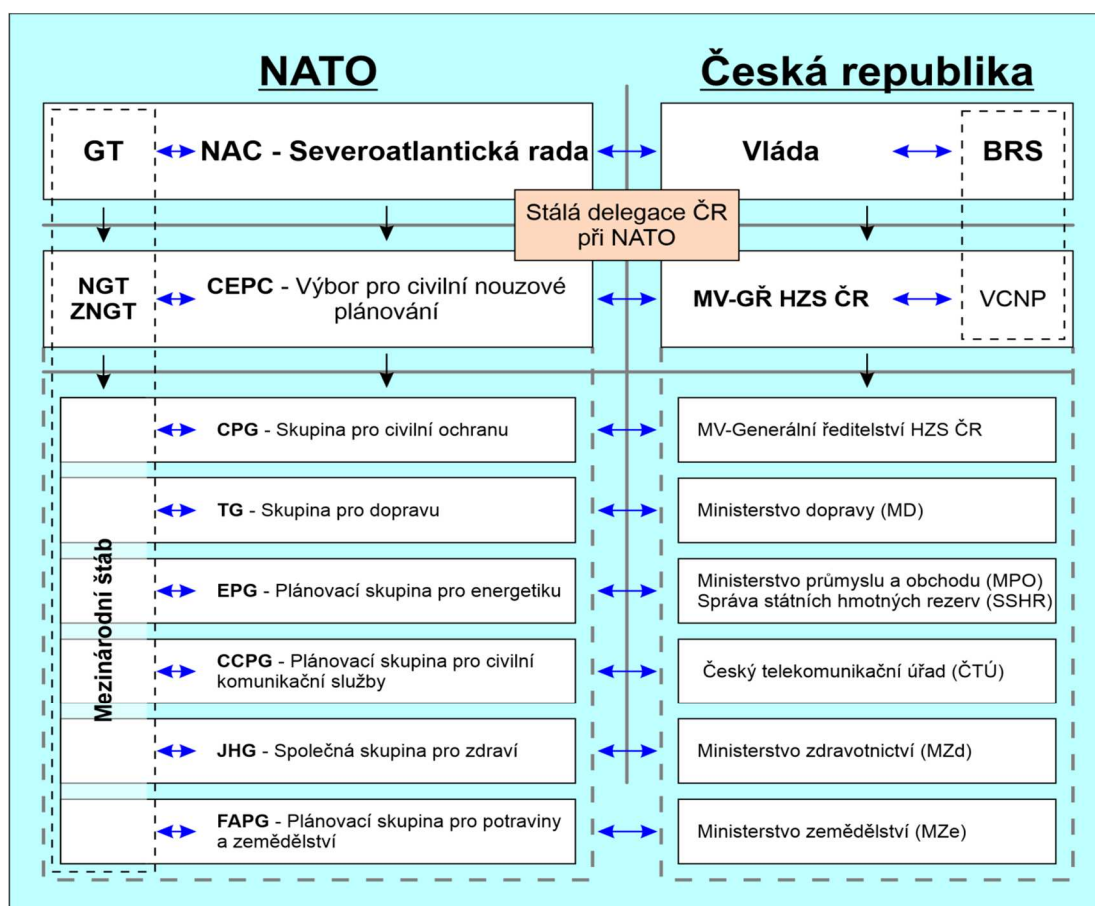 NATO
Česká republika
GT
NAC - Severoatlantická rada
Vláda
BRS
Stálá delegace ČR
při NATO
NGT
ZNGT
CEPC - Výbor pro civilní nouzové
plánování
MV-GŘ HZS ČR
VCNP
Mezinárodní štáb
CPG - Skupina pro civilní ochranu
MV-Generální ředitelství HZS ČR
TG - Skupina pro dopravu
Ministerstvo dopravy (MD)
EPG - Plánovací skupina pro energetiku
Ministerstvo průmyslu a obchodu (MPO)
Správa státních hmotných rezerv (SSHR)
CCPG - Plánovací skupina pro civilní
komunikační služby
Český telekomunikační úřad (ČTÚ)
JHG - Společná skupina pro zdraví
Ministerstvo zdravotnictví (MZd)
FAPG - Plánovací skupina pro potraviny
a zemědělství
Ministerstvo zemědělství (MZe)